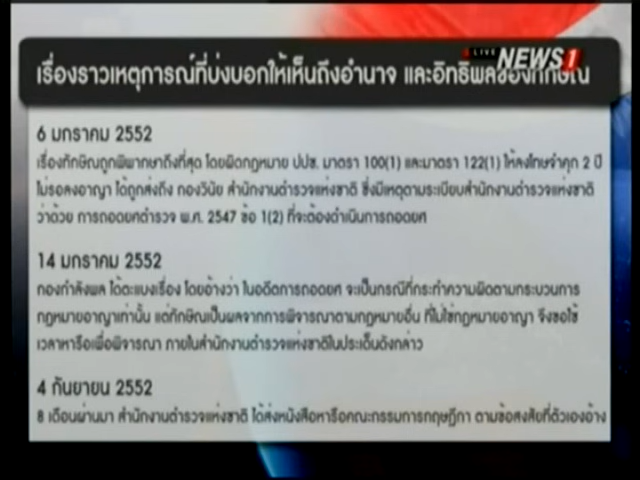 LIVE NEWS1
เรื่องราวเหตุการณ์ที่บ่งบอกให้เห็นถึงอำนาจ และอิทธิพลของทักษิณ
6 มกราคม 2552
เรื่องทักษิณถูกพิพากษาถึงที่สุด โดยผิดกฎหมาย ปปช. มาตรา 100(1) และมาตรา 122(1) ให้ลงโทษจำคุก 2 ปี
ไม่รอลงอาญา ได้ถูกส่งถึง กองวินัย สำนักงานตำรวจแห่งชาติ ซึ่งมีเหตุตามระเบียบสำนักงานตำรวจแห่งชาติ
ว่าด้วย การถอดยศตำรวจ พ.ศ. 2547 ข้อ 1(2) ที่จะต้องดำเนินการถอดยศ
14 มกราคม 2552
กองกำลังพล ได้ตะแบงเรื่อง โดยอ้างว่า ในอดีตการถอดยศ จะเป็นกรณีที่กระทำความผิดตามกระบวนการ
กฎหมายอาญาเท่านั้น แต่ทักษิณเป็นผลจากการพิจารณาตามกฎหมายอื่น ที่ไม่ใช่กฎหมายอาญา จึงขอใช้
เวลาหารือเพื่อพิจารณา ภายในสำนักงานตำรวจแห่งชาติในประเด็นดังกล่าว
4 กันยายน 2552
8 เดือนผ่านมา สำนักงานตำรวจแห่งชาติ ได้ส่งหนังสือหารือคณะกรรมการกฤษฎีกา ตามข้อสงสัยที่ตัวเองอ้าง